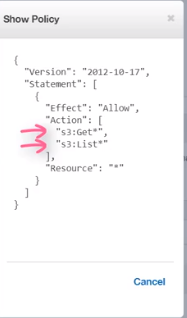 Show Policy
{
"Version": "2012-10-17",
"Statement": [
{
"Effect": "Allow",
"Action": [
"s3:Get*",
"s3:List*"
],
"Resource": "*"
}
]
}
Cancel